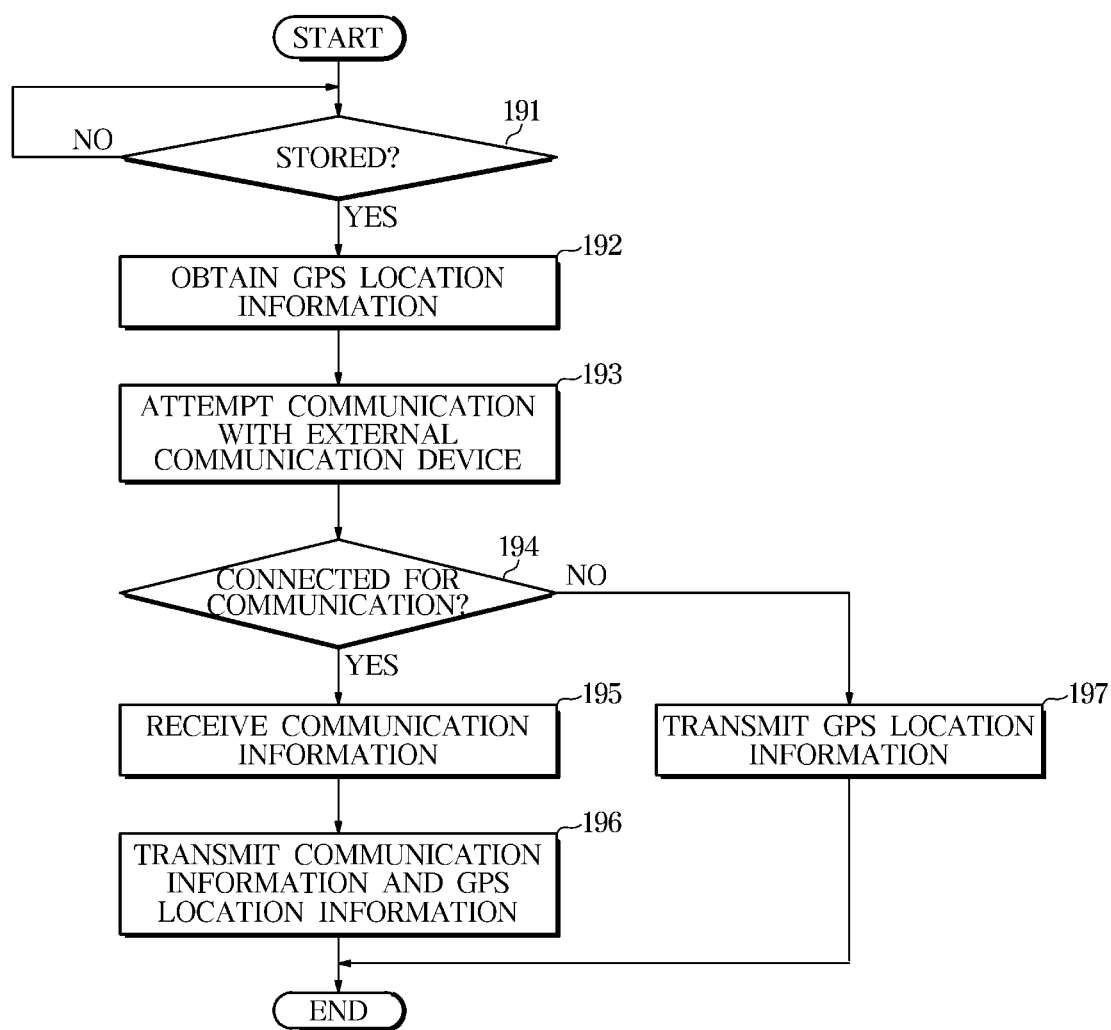 START
191
NO
STORED?
YES
192
OBTAIN GPS LOCATION
INFORMATION
193
ATTEMPT COMMUNICATION
WITH EXTERNAL
COMMUNICATION DEVICE
194
NO
CONNECTED FOR
COMMUNICATION?
YES
195
RECEIVE COMMUNICATION
INFORMATION
197
TRANSMIT GPS LOCATION
INFORMATION
196
TRANSMIT COMMUNICATION
INFORMATION AND GPS
LOCATION INFORMATION
END